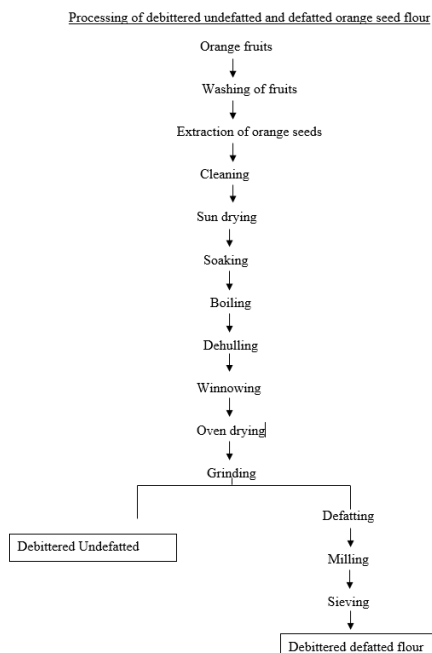 Processing of debittered undefatted and defatted orange seed flour
Orange fruits
Washing of fruits
Extraction of orange seeds
Cleaning
Sun drying
Soaking
Boiling
Dehulling
Winnowing
Oven drying
Grinding
Debittered Undefatted
Defatting
Milling
Sieving
Debittered defatted flour